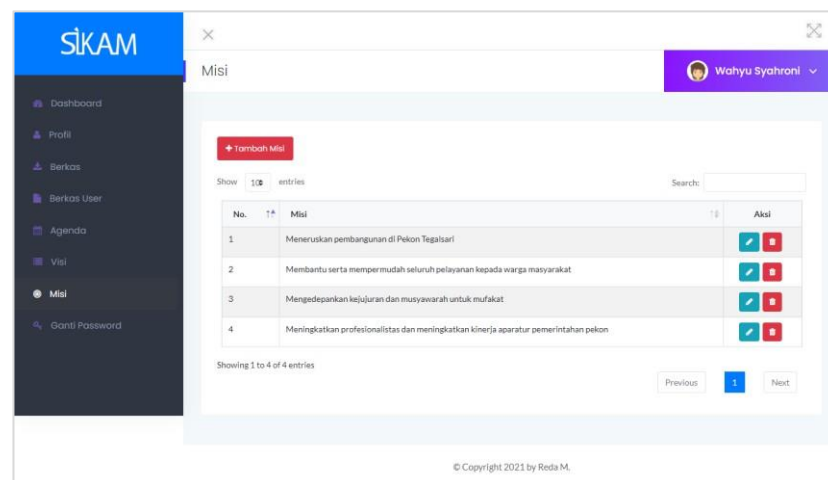 SIKAM
Misi
Wahyu Syahroni
Dashboard
Profil
Berkas
Berkas User
Agenda
Visi
Misi
Ganti Password
+ Tambah Misi
Show 10 entries
Search:
No. Misi Aksi
1 Meneruskan pembangunan di Pekon Tegalsari
2 Membantu serta mempermudah seluruh pelayanan kepada warga masyarakat
3 Mengedepankan kejujuran dan musyawarah untuk mufakat
4 Meningkatkan profesionalistas dan meningkatkan kinerja aparatur pemerintahan pekon
Showing 1 to 4 of 4 entries
Previous 1 Next
© Copyright 2021 by Reda M.